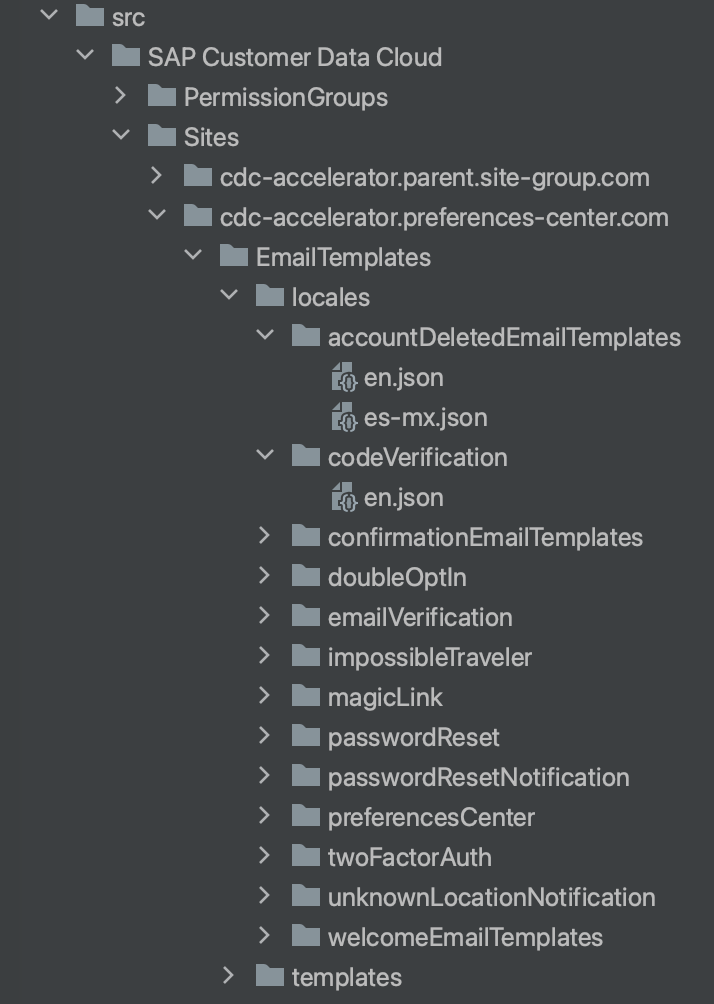 src
SAP Customer Data Cloud
PermissionGroups
Sites
cdc-accelerator.parent.site-group.com
cdc-accelerator.preferences-center.com
EmailTemplates
locales
accountDeletedEmailTemplates
en.json
es-mx.json
codeVerification
en.json
confirmationEmailTemplates
doubleOptIn
emailVerification
impossibleTraveler
magicLink
passwordReset
passwordResetNotification
preferencesCenter
twoFactorAuth
unknownLocationNotification
welcomeEmailTemplates
templates